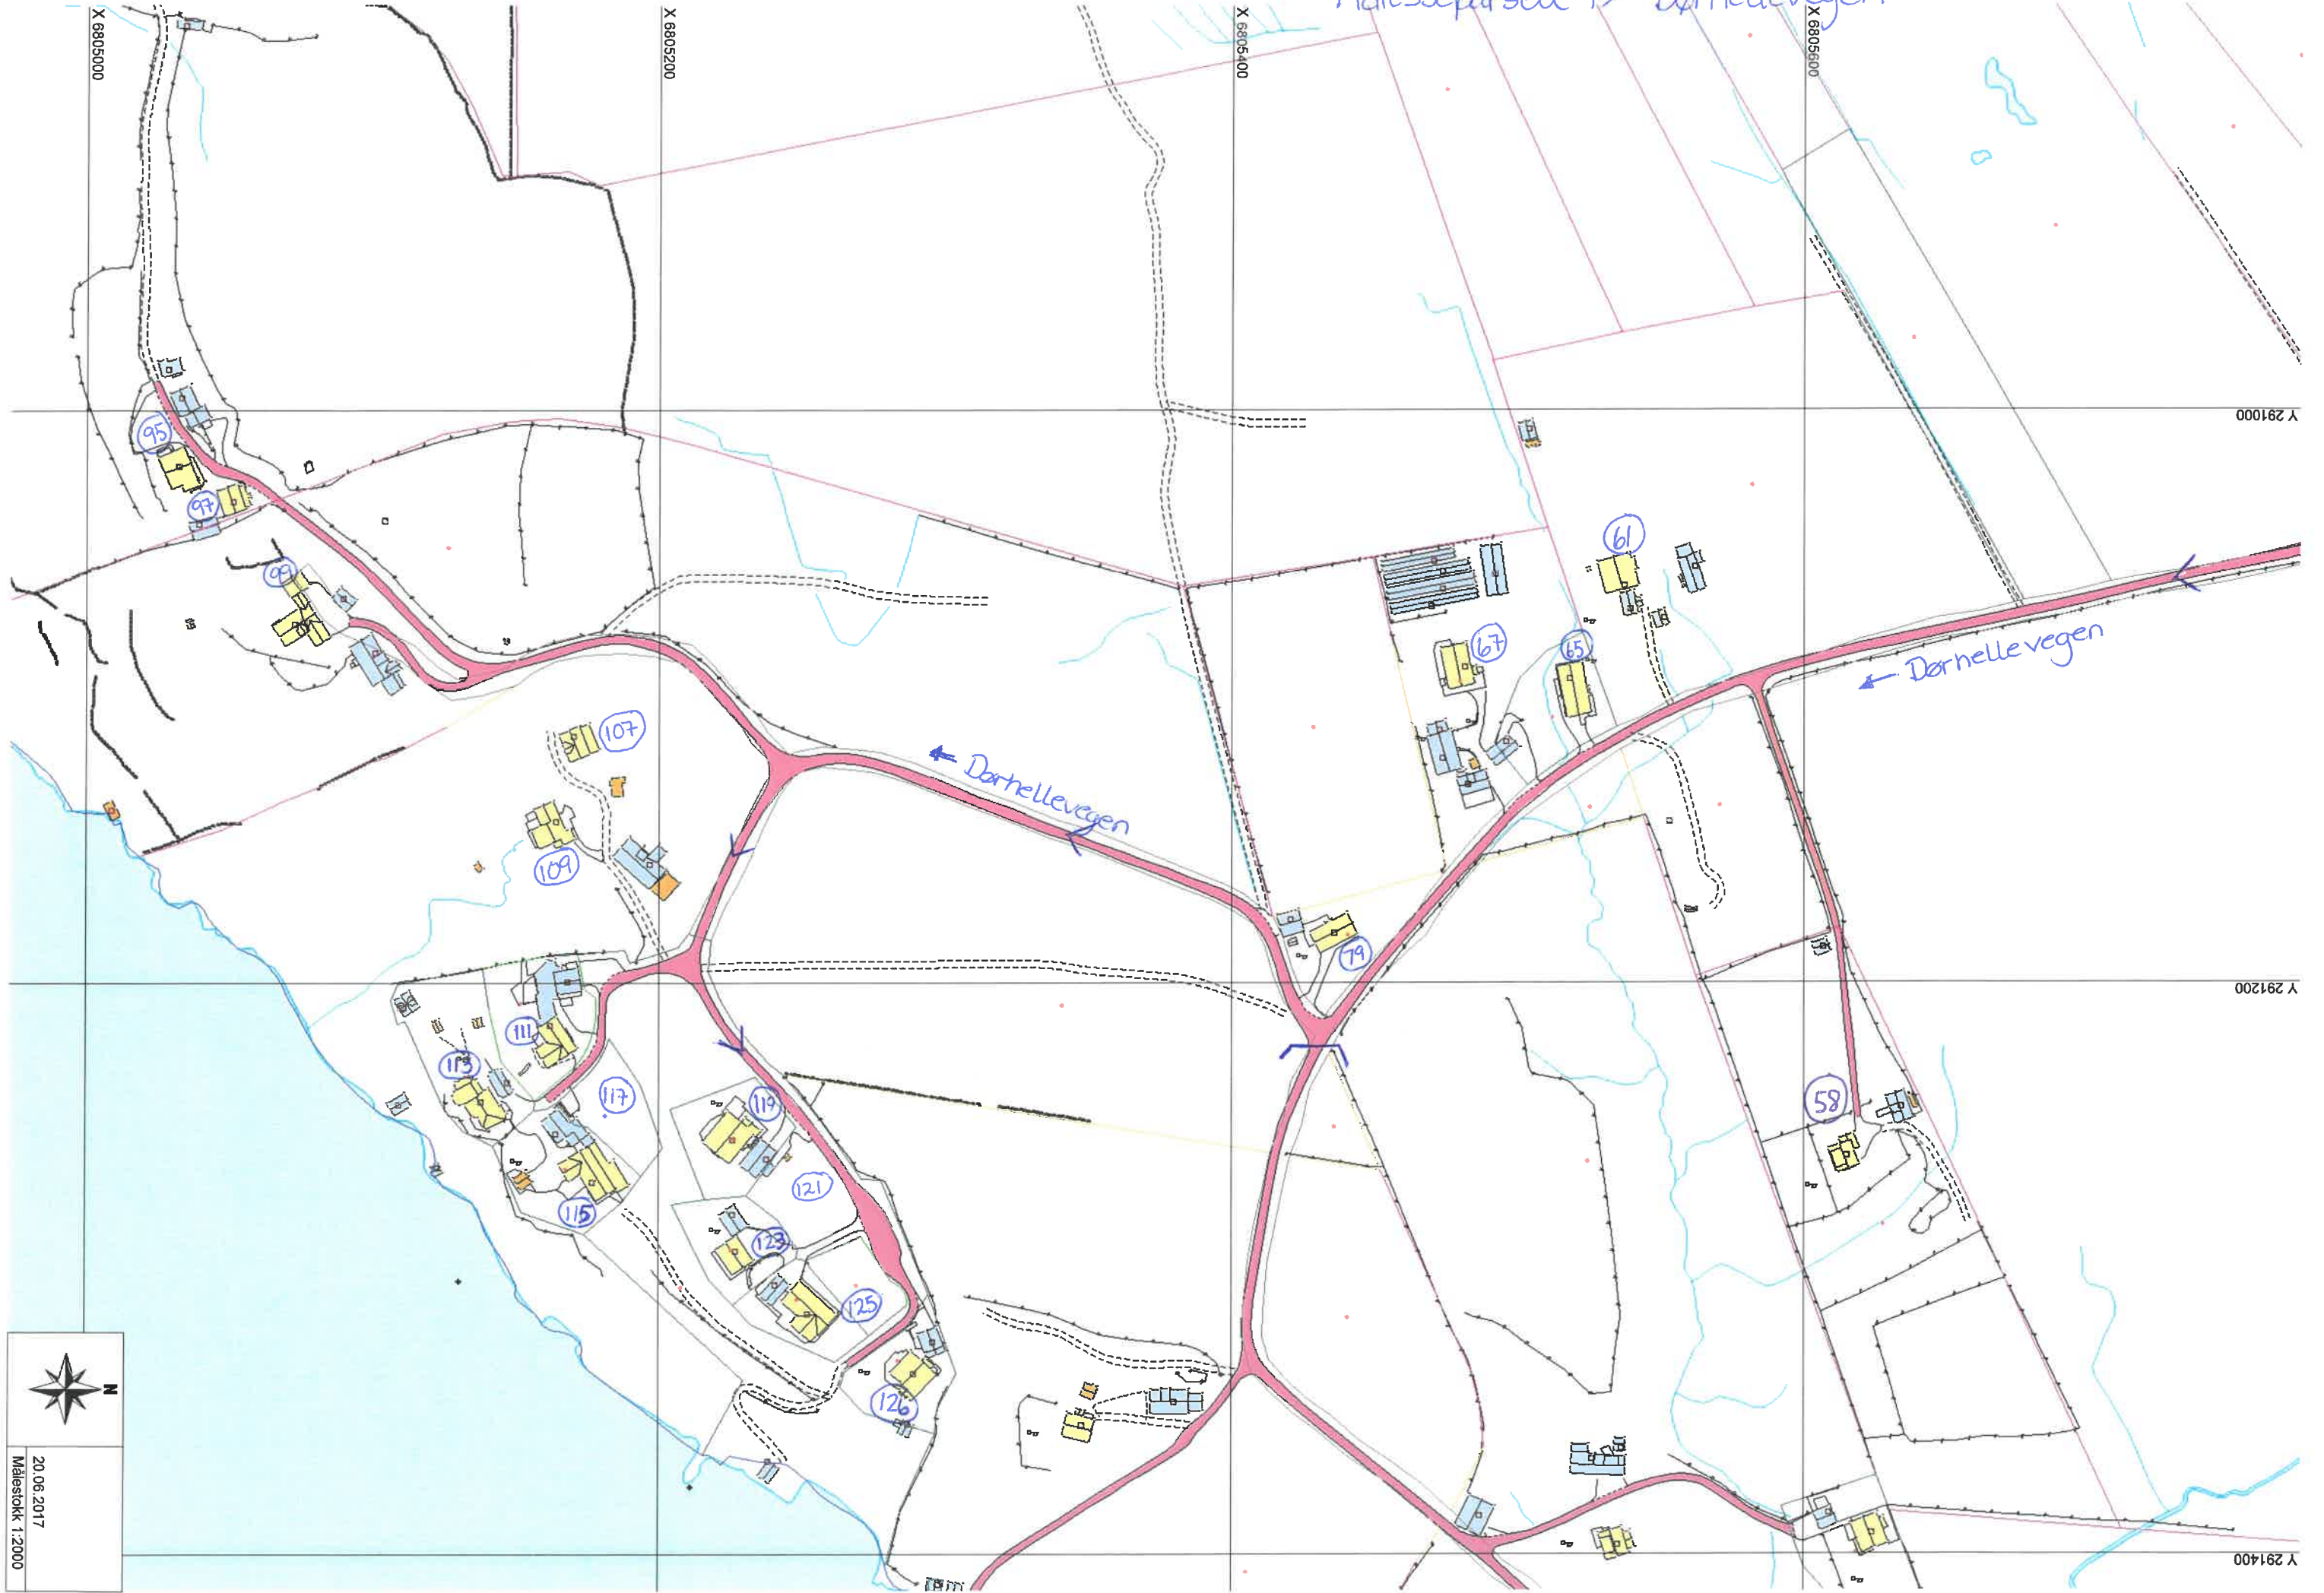 Dørhellevegen
X 6805000
X 6805200
X 6805400
X 6805600
Y 291000
95
97
99
61
67
65
← Dørhellevegen
107
← Dørhellevegen
109
79
Y 291200
111
113
117
119
58
121
115
123
125
126
N
20.06.2017
Målestokk 1:2000
Y 291400